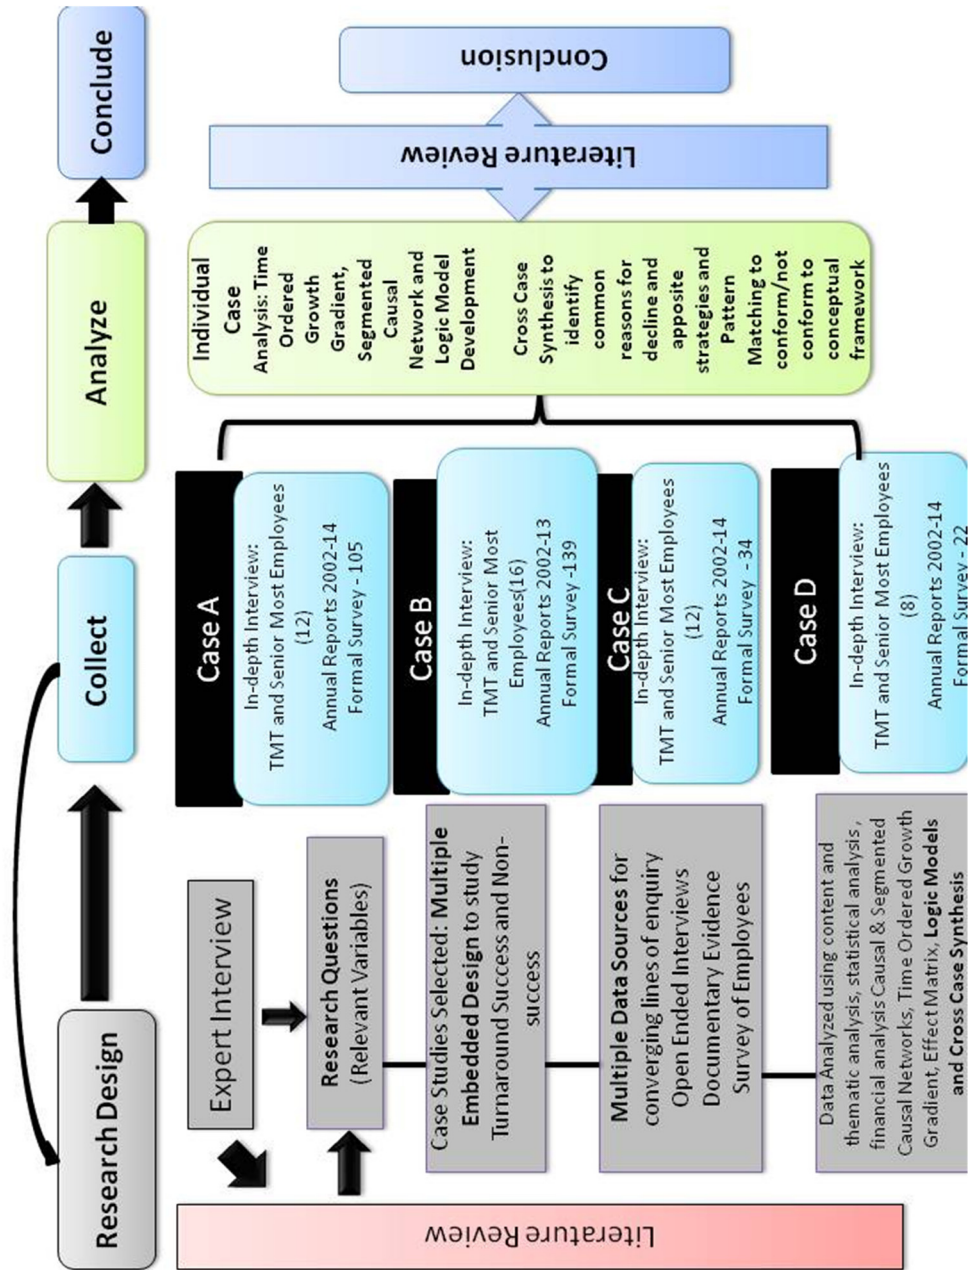 Research Design
Collect
Analyze
Conclude
Literature Review
Expert Interview
Research Questions
(Relevant Variables)
Case Studies Selected: Multiple
Embedded Design to study
Turnaround Success and Non-
success
Multiple Data Sources for
converging lines of enquiry
Open Ended Interviews
Documentary Evidence
Survey of Employees
Data Analyzed using content and
thematic analysis, statistical analysis,
financial analysis Causal & Segmented
Causal Networks, Time Ordered Growth
Gradient, Effect Matrix, Logic Models
and Cross Case Synthesis
Case A
In-depth Interview:
TMT and Senior Most Employees
(12)
Annual Reports 2002-14
Formal Survey - 105
Case B
In-depth Interview:
TMT and Senior Most
Employees(16)
Annual Reports 2002-13
Formal Survey -139
Case C
In-depth Interview:
TMT and Senior Most Employees
(12)
Annual Reports 2002-14
Formal Survey - 34
Case D
In-depth Interview:
TMT and Senior Most Employees
(8)
Annual Reports 2002-14
Formal Survey - 22
Individual
Case
Analysis: Time
Ordered
Growth
Gradient,
Segmented
Causal
Network and
Logic Model
Development
Cross Case
Synthesis to
identify
common
reasons for
decline and
apposite
strategies and
Pattern
Matching to
conform/not
conform to
conceptual
framework
Literature Review
Conclusion